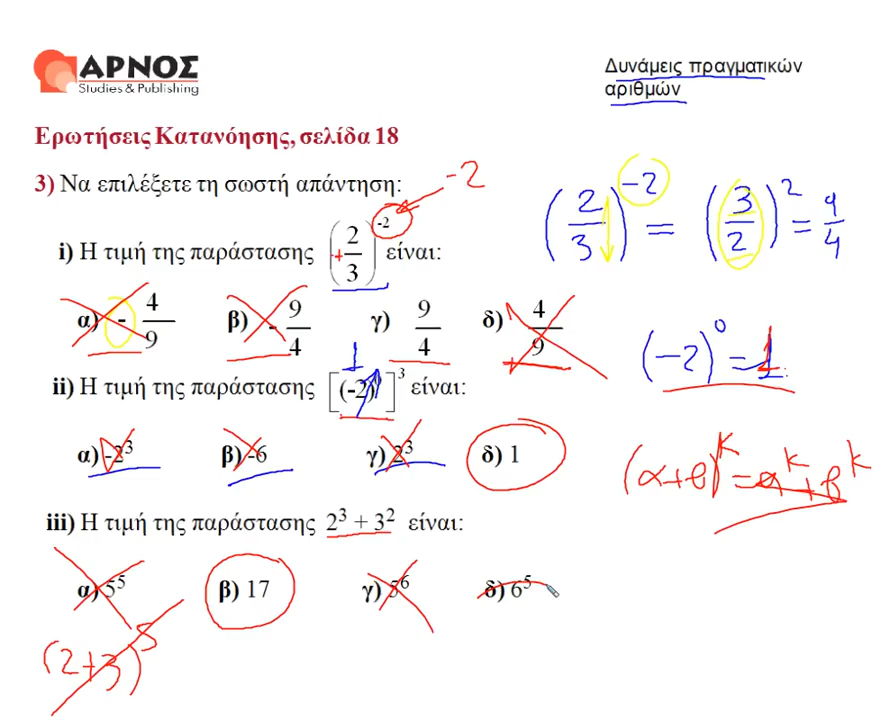 ΑΡΝΟΣ
Studies & Publishing
Δυνάμεις πραγματικών
αριθμών
Ερωτήσεις Κατανόησης, σελίδα 18
3) Να επιλέξετε τη σωστή απάντηση:
-2
i) Η τιμή της παράστασης (+2/3)^-2 είναι:
(2/3)^-2 = (3/2)^2 = 9/4
α) - 4/9 β) - 9/4 γ) 9/4 δ) 4/9
(-2)^0 = 1
1
ii) Η τιμή της παράστασης [(-2)^0]^3 είναι:
α) -2^3 β) -6 γ) 2^3 δ) 1
(α+β)^κ = α^κ + β^κ
iii) Η τιμή της παράστασης 2^3 + 3^2 είναι:
α) 5^5 β) 17 γ) 5^6 δ) 6^5
(2+3)^5